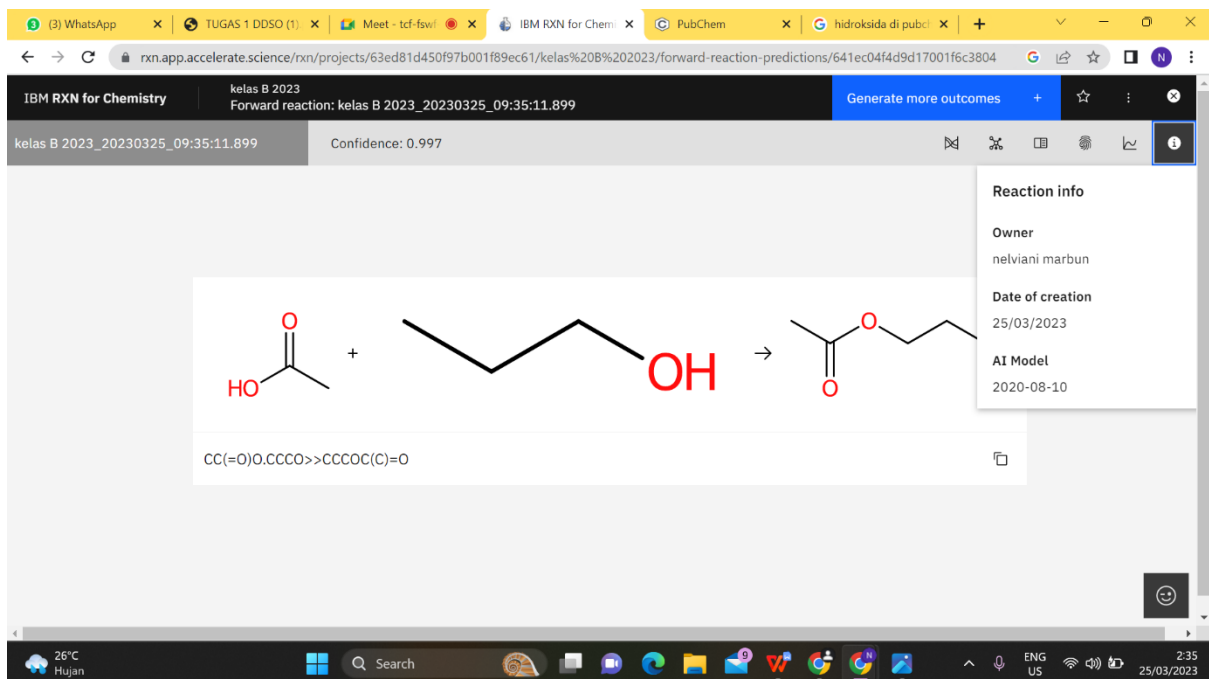 (3) WhatsApp
TUGAS 1 DDSO (1).
Meet - tcf-fswf
IBM RXN for Chemi
PubChem
hidroksida di pubch
rxn.app.accelerate.science/rxn/projects/63ed81d450f97b001f89ec61/kelas%20B%202023/forward-reaction-predictions/641ec04f4d9d17001f6c3804
N
IBM RXN for Chemistry
kelas B 2023
Forward reaction: kelas B 2023_20230325_09:35:11.899
Generate more outcomes +
kelas B 2023_20230325_09:35:11.899
Confidence: 0.997
Reaction info
Owner
nelviani marbun
Date of creation
25/03/2023
AI Model
2020-08-10
O
HO
+
OH
→
O
O
CC(=O)O.CCCO>>CCCOC(C)=O
26°C
Hujan
Search
9
ENG
US
2:35
25/03/2023